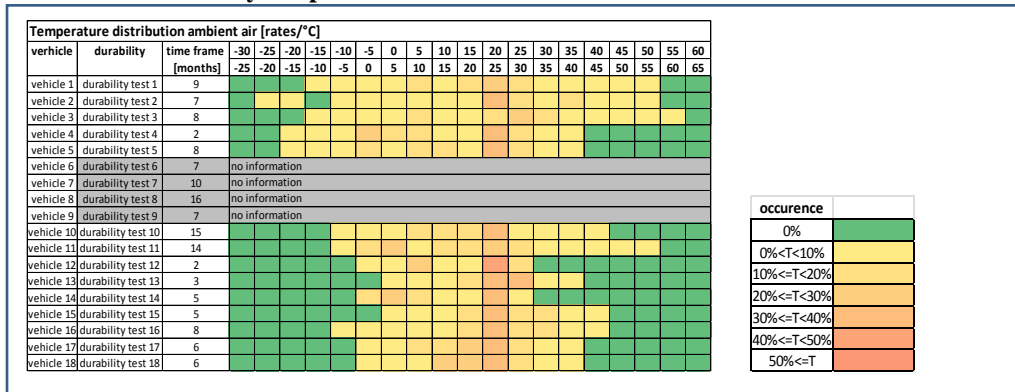 Temperature distribution ambient air [rates/°C]
verhicle durability time frame -30 -25 -20 -15 -10 -5 0 5 10 15 20 25 30 35 40 45 50 55 60
[months] -25 -20 -15 -10 -5 0 5 10 15 20 25 30 35 40 45 50 55 60 65
vehicle 1 durability test 1 9
vehicle 2 durability test 2 7
vehicle 3 durability test 3 8
vehicle 4 durability test 4 2
vehicle 5 durability test 5 8
vehicle 6 durability test 6 7 no information
vehicle 7 durability test 7 10 no information
vehicle 8 durability test 8 16 no information
vehicle 9 durability test 9 7 no information
vehicle 10 durability test 10 15
vehicle 11 durability test 11 14
vehicle 12 durability test 12 2
vehicle 13 durability test 13 3
vehicle 14 durability test 14 5
vehicle 15 durability test 15 5
vehicle 16 durability test 16 8
vehicle 17 durability test 17 6
vehicle 18 durability test 18 6
occurence
0%
0%<T<10%
10%<=T<20%
20%<=T<30%
30%<=T<40%
40%<=T<50%
50%<=T